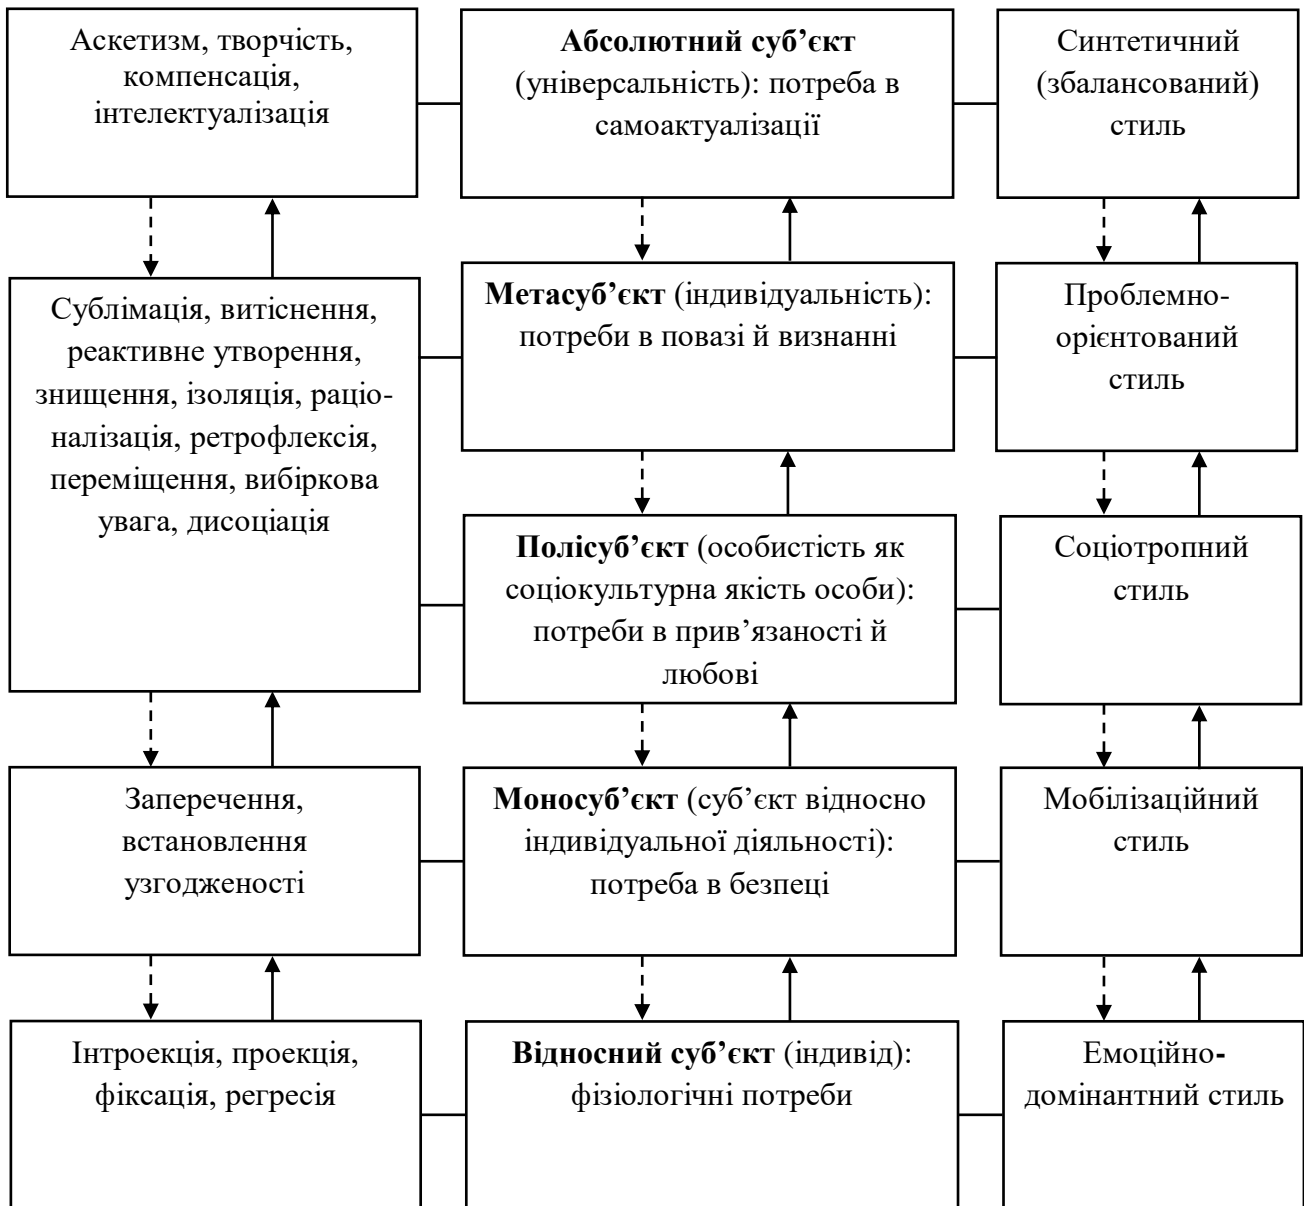 Аскетизм, творчість,
компенсація,
інтелектуалізація
Абсолютний суб’єкт
(універсальність): потреба в
самоактуалізації
Синтетичний
(збалансований)
стиль
Сублімація, витіснення,
реактивне утворення,
знищення, ізоляція, раціо-
налізація, ретрофлексія,
переміщення, вибіркова
увага, дисоціація
Метасуб’єкт (індивідуальність):
потреби в повазі й визнанні
Проблемно-
орієнтований
стиль
Полісуб’єкт (особистість як
соціокультурна якість особи):
потреби в прив’язаності й
любові
Соціотропний
стиль
Заперечення,
встановлення
узгодженості
Моносуб’єкт (суб’єкт відносно
індивідуальної діяльності):
потреба в безпеці
Мобілізаційний
стиль
Інтроекція, проекція,
фіксація, регресія
Відносний суб’єкт (індивід):
фізіологічні потреби
Емоційно-
домінантний стиль